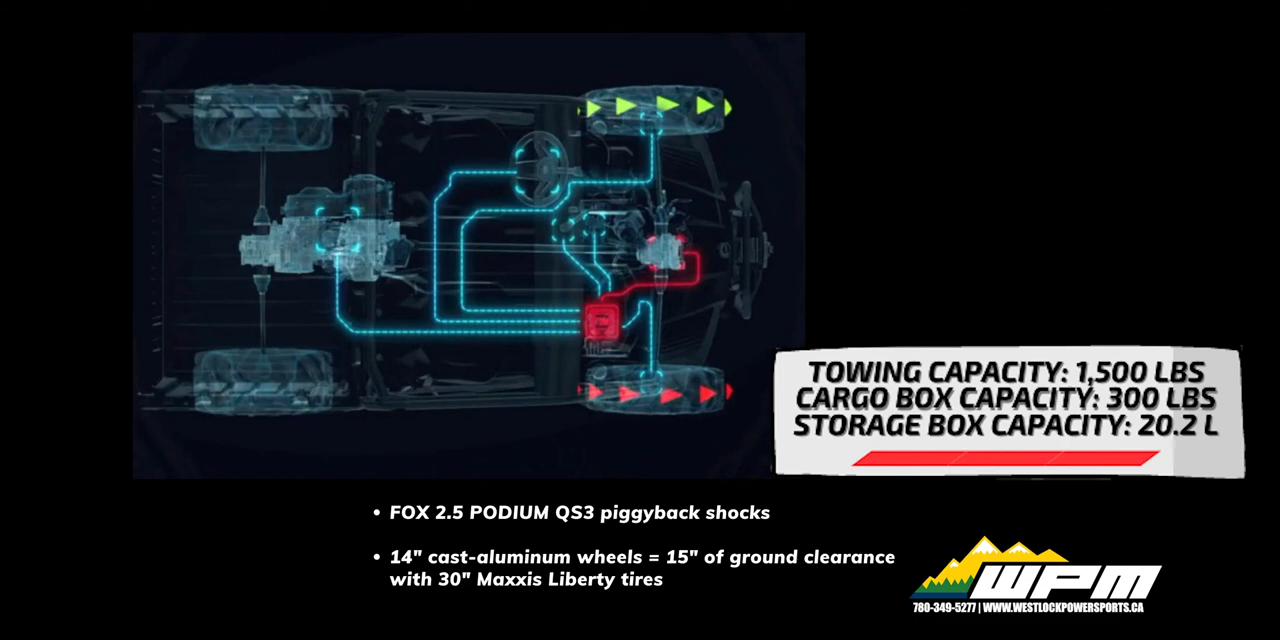 TOWING CAPACITY: 1,500 LBS
CARGO BOX CAPACITY: 300 LBS
STORAGE BOX CAPACITY: 20.2 L
• FOX 2.5 PODIUM QS3 piggyback shocks
• 14" cast-aluminum wheels = 15" of ground clearance
with 30" Maxxis Liberty tires
WPM
780-349-5277 | WWW.WESTLOCKPOWERSPORTS.CA